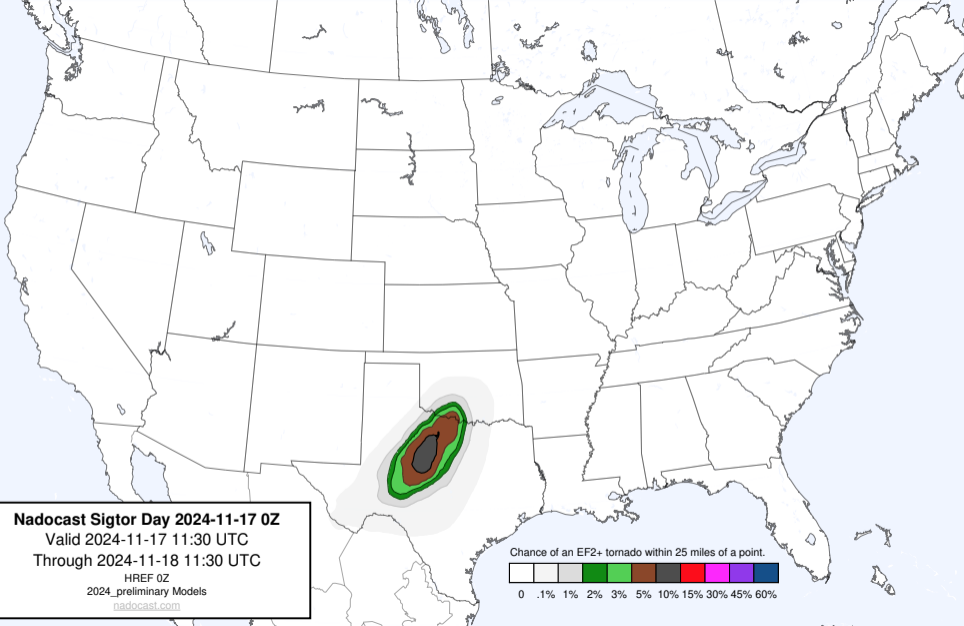 Nadocast Sigtor Day 2024-11-17 0Z
Valid 2024-11-17 11:30 UTC
Through 2024-11-18 11:30 UTC
HREF 0Z
2024_preliminary Models
nadocast.com
Chance of an EF2+ tornado within 25 miles of a point.
0 .1% 1% 2% 3% 5% 10% 15% 30% 45% 60%